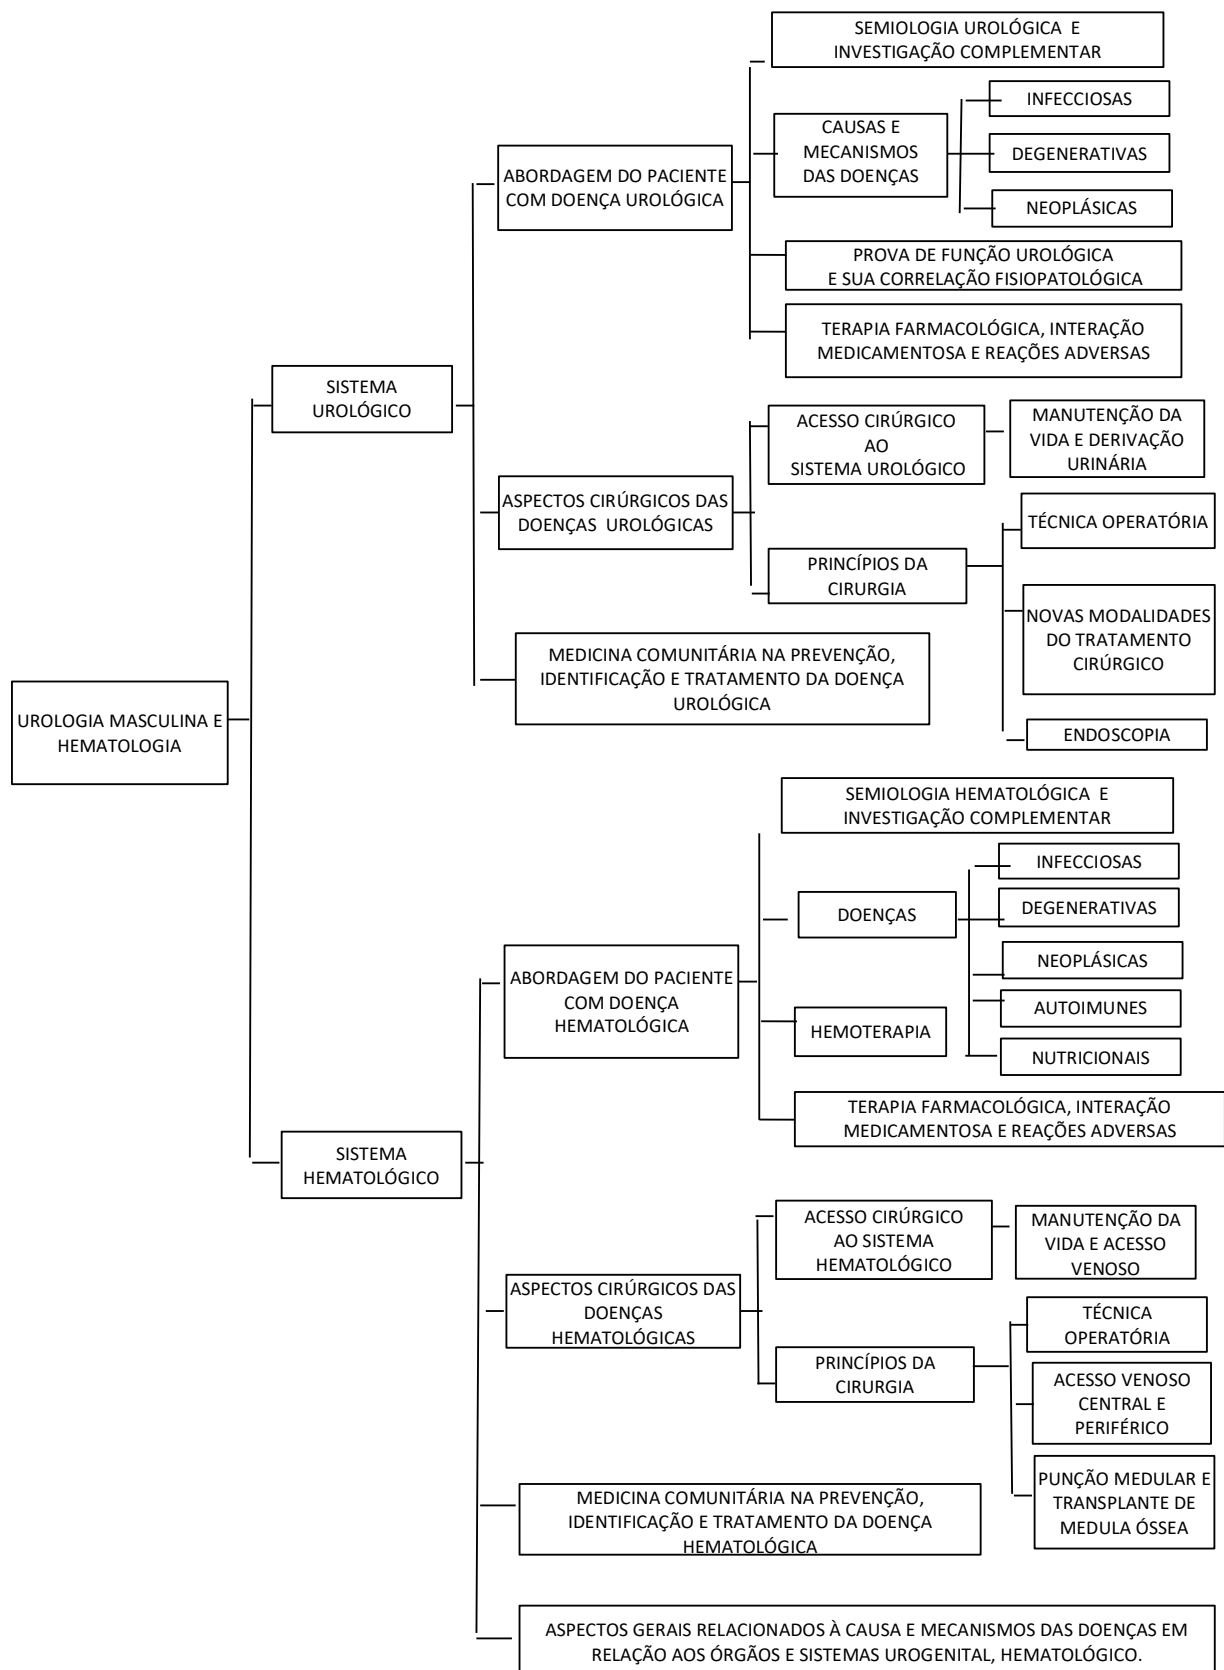 SEMIOLOGIA UROLÓGICA E
INVESTIGAÇÃO COMPLEMENTAR
INFECCIOSAS
CAUSAS E
MECANISMOS
DAS DOENÇAS
DEGENERATIVAS
ABORDAGEM DO PACIENTE
COM DOENÇA UROLÓGICA
NEOPLÁSICAS
PROVA DE FUNÇÃO UROLÓGICA
E SUA CORRELAÇÃO FISIOPATOLÓGICA
TERAPIA FARMACOLÓGICA, INTERAÇÃO
MEDICAMENTOSA E REAÇÕES ADVERSAS
SISTEMA
UROLÓGICO
ACESSO CIRÚRGICO
AO
SISTEMA UROLÓGICO
MANUTENÇÃO DA
VIDA E DERIVAÇÃO
URINÁRIA
ASPECTOS CIRÚRGICOS DAS
DOENÇAS UROLÓGICAS
TÉCNICA OPERATÓRIA
PRINCÍPIOS DA
CIRURGIA
NOVAS MODALIDADES
DO TRATAMENTO
CIRÚRGICO
MEDICINA COMUNITÁRIA NA PREVENÇÃO,
IDENTIFICAÇÃO E TRATAMENTO DA DOENÇA
UROLÓGICA
ENDOSCOPIA
UROLOGIA MASCULINA E
HEMATOLOGIA
SEMIOLOGIA HEMATOLÓGICA E
INVESTIGAÇÃO COMPLEMENTAR
INFECCIOSAS
DOENÇAS
DEGENERATIVAS
NEOPLÁSICAS
ABORDAGEM DO PACIENTE
COM DOENÇA
HEMATOLÓGICA
AUTOIMUNES
HEMOTERAPIA
NUTRICIONAIS
TERAPIA FARMACOLÓGICA, INTERAÇÃO
MEDICAMENTOSA E REAÇÕES ADVERSAS
SISTEMA
HEMATOLÓGICO
ACESSO CIRÚRGICO
AO SISTEMA
HEMATOLÓGICO
MANUTENÇÃO DA
VIDA E ACESSO
VENOSO
ASPECTOS CIRÚRGICOS DAS
DOENÇAS
HEMATOLÓGICAS
TÉCNICA
OPERATÓRIA
PRINCÍPIOS DA
CIRURGIA
ACESSO VENOSO
CENTRAL E
PERIFÉRICO
PUNÇÃO MEDULAR E
TRANSPLANTE DE
MEDULA ÓSSEA
MEDICINA COMUNITÁRIA NA PREVENÇÃO,
IDENTIFICAÇÃO E TRATAMENTO DA DOENÇA
HEMATOLÓGICA
ASPECTOS GERAIS RELACIONADOS À CAUSA E MECANISMOS DAS DOENÇAS EM
RELAÇÃO AOS ÓRGÃOS E SISTEMAS UROGENITAL, HEMATOLÓGICO.